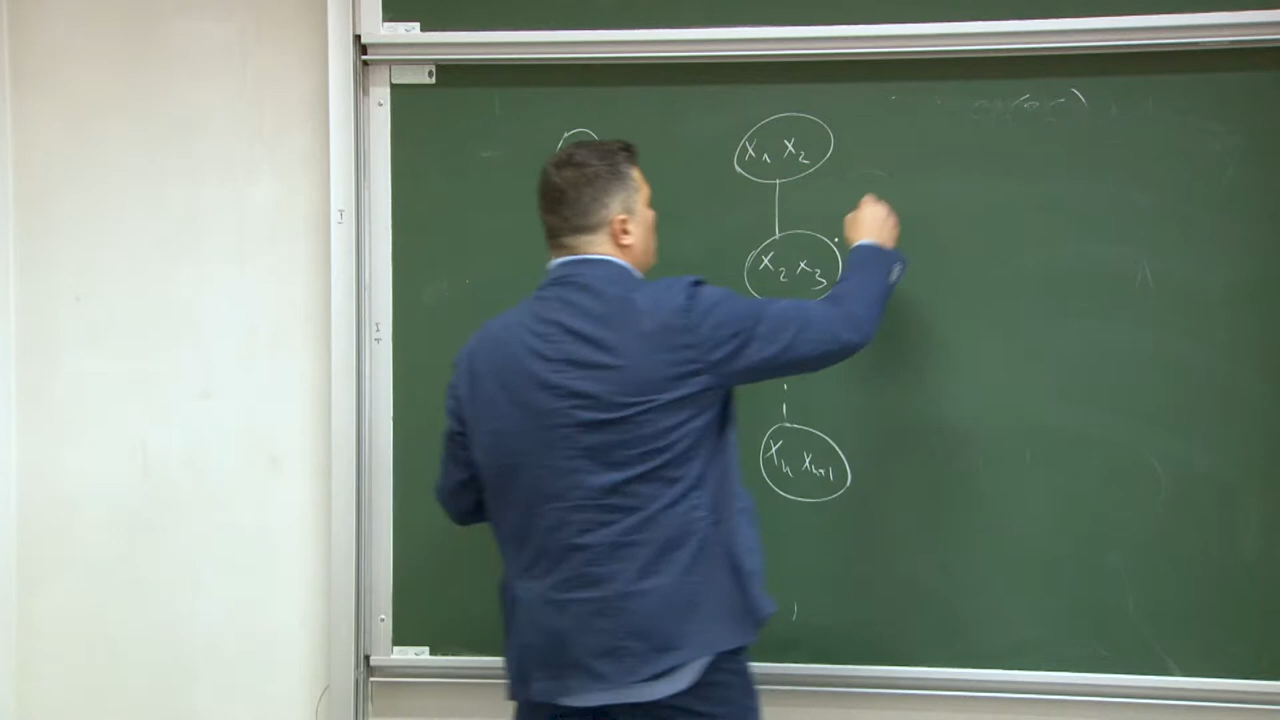 x₁ x₂
x₂ x₃
xₙ xₙ₊₁